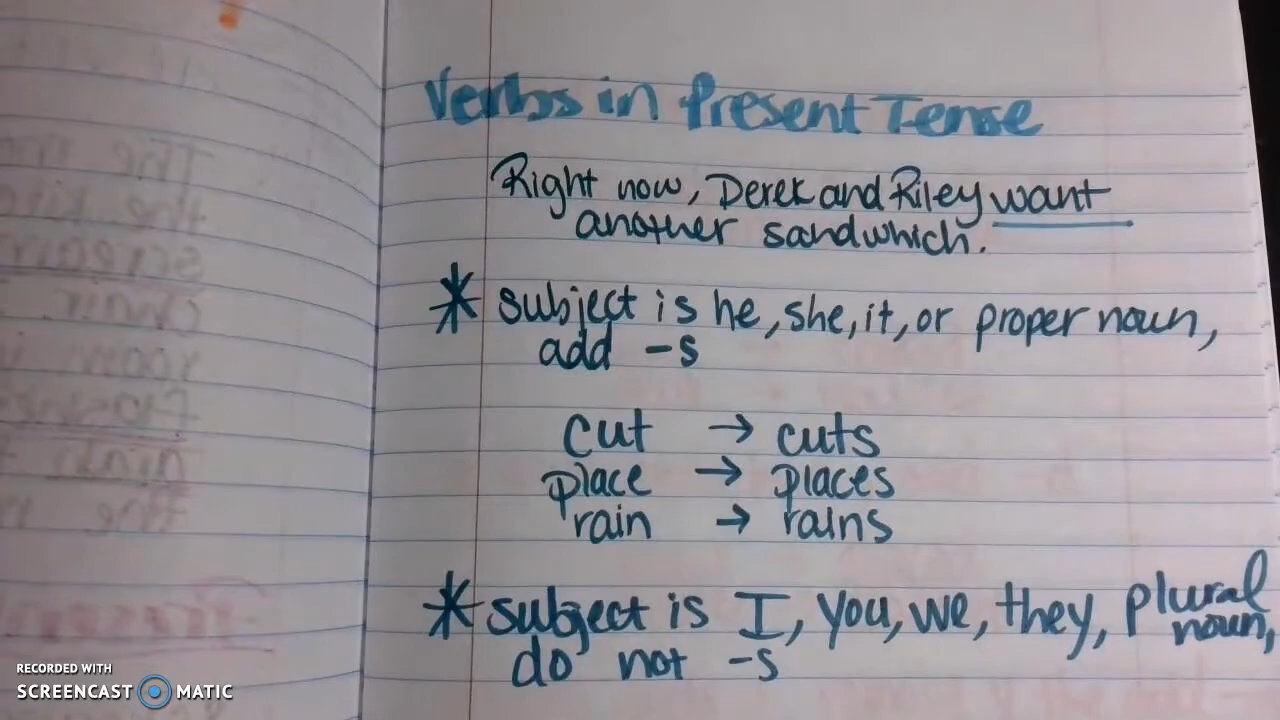 Verbs in Present Tense
Right now, Derek and Riley want
another sandwhich.
* subject is he, she, it, or proper noun,
add -s
cut → cuts
place → places
rain → rains
* subject is I, you, we, they, plural
noun,
do not -s
RECORDED WITH
SCREENCAST MATIC